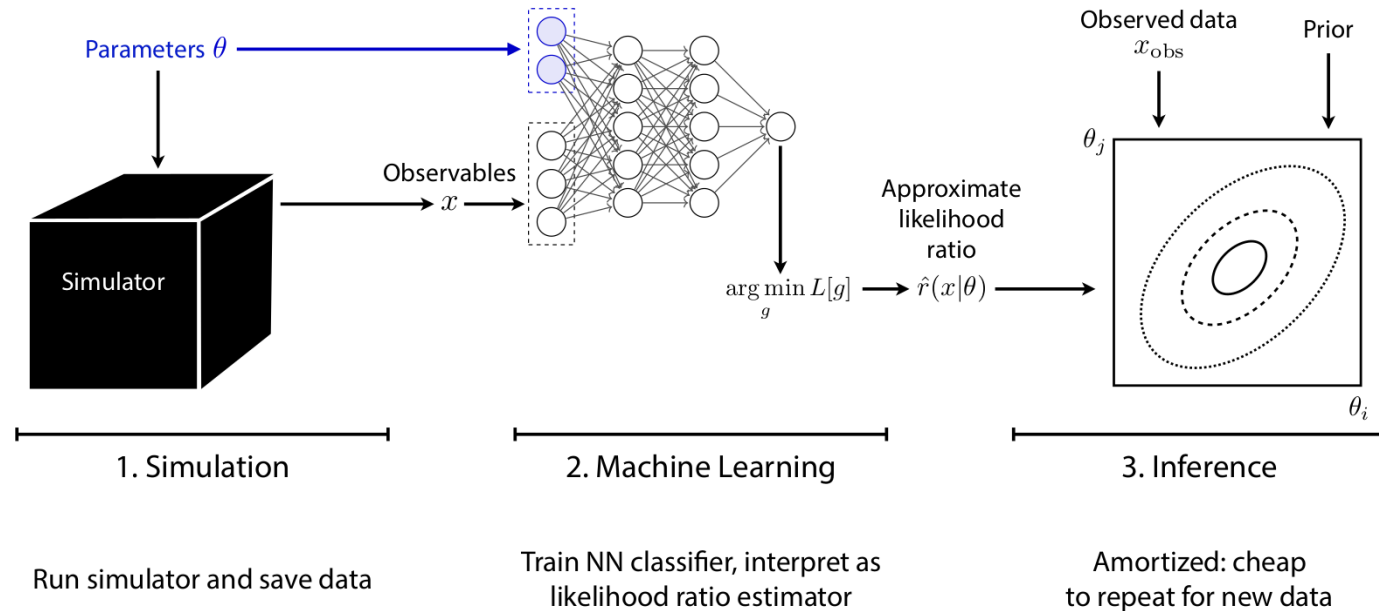 Parameters θ
Simulator
Observables
x
arg min L[g]
g
Approximate
likelihood
ratio
r̂(x|θ)
Observed data
x_obs
Prior
θ_j
θ_i
1. Simulation
2. Machine Learning
3. Inference
Run simulator and save data
Train NN classifier, interpret as
likelihood ratio estimator
Amortized: cheap
to repeat for new data